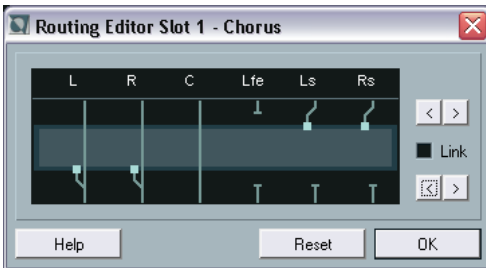 Routing Editor Slot 1 - Chorus
L R C Lfe Ls Rs
< >
Link
< >
Help Reset OK